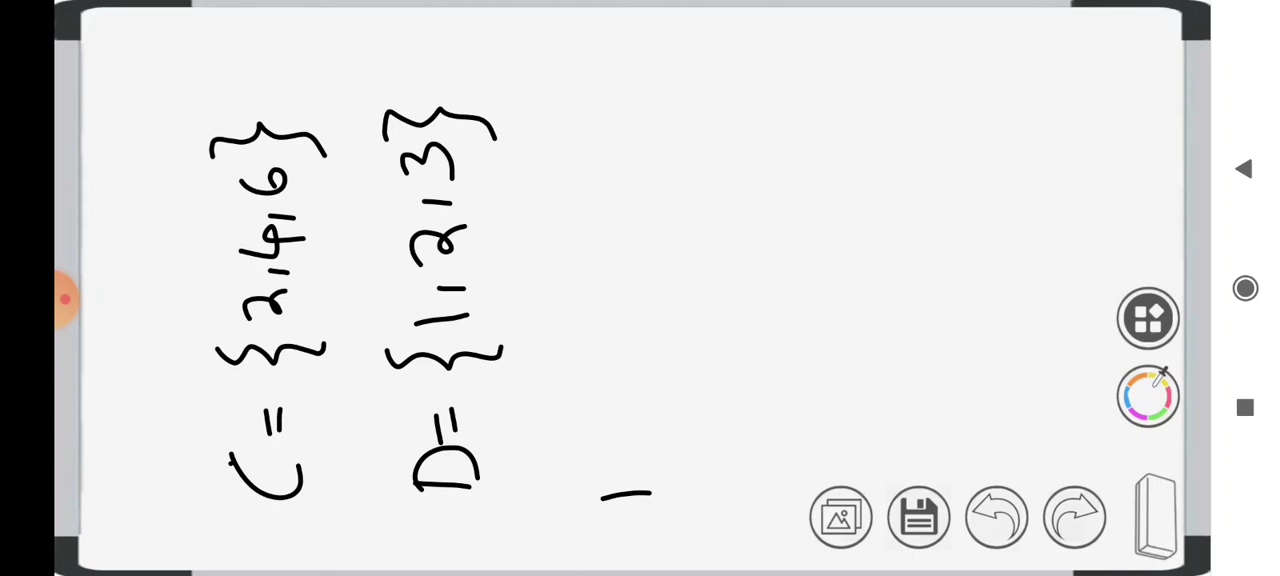 C = {2,4,6}
D = {1,2,3}